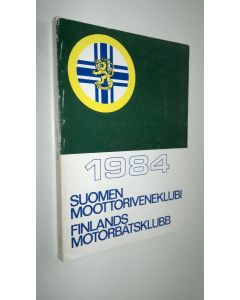 1984
SUOMEN
MOOTTORIVENEKLUBI
FINLANDS
MOTORBÅTSKLUBB